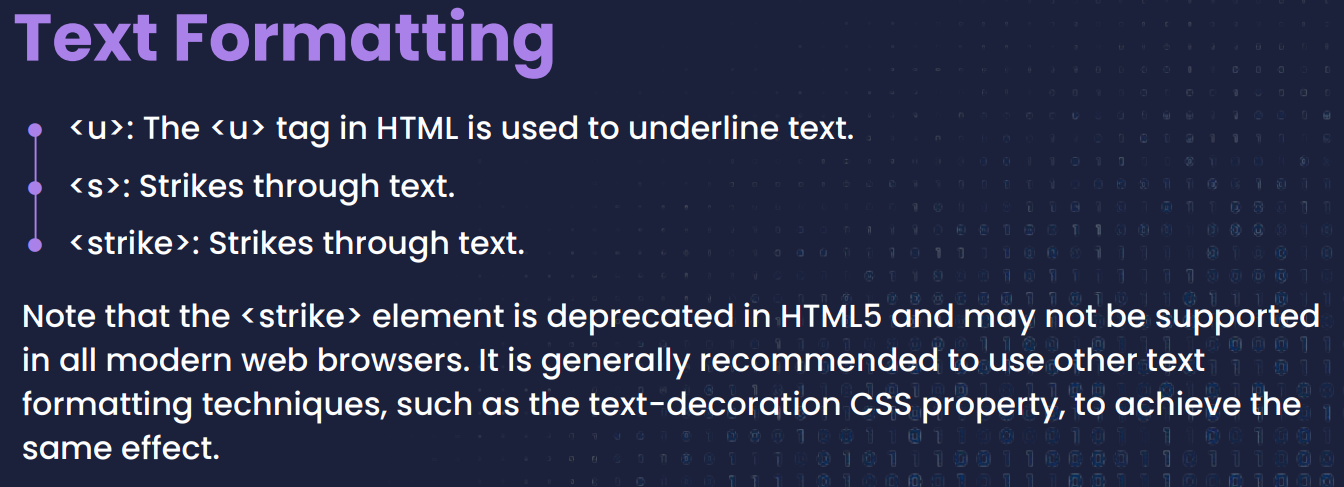 Text Formatting
<u>: The <u> tag in HTML is used to underline text.
<s>: Strikes through text.
<strike>: Strikes through text.
Note that the <strike> element is deprecated in HTML5 and may not be supported
in all modern web browsers. It is generally recommended to use other text
formatting techniques, such as the text-decoration CSS property, to achieve the
same effect.